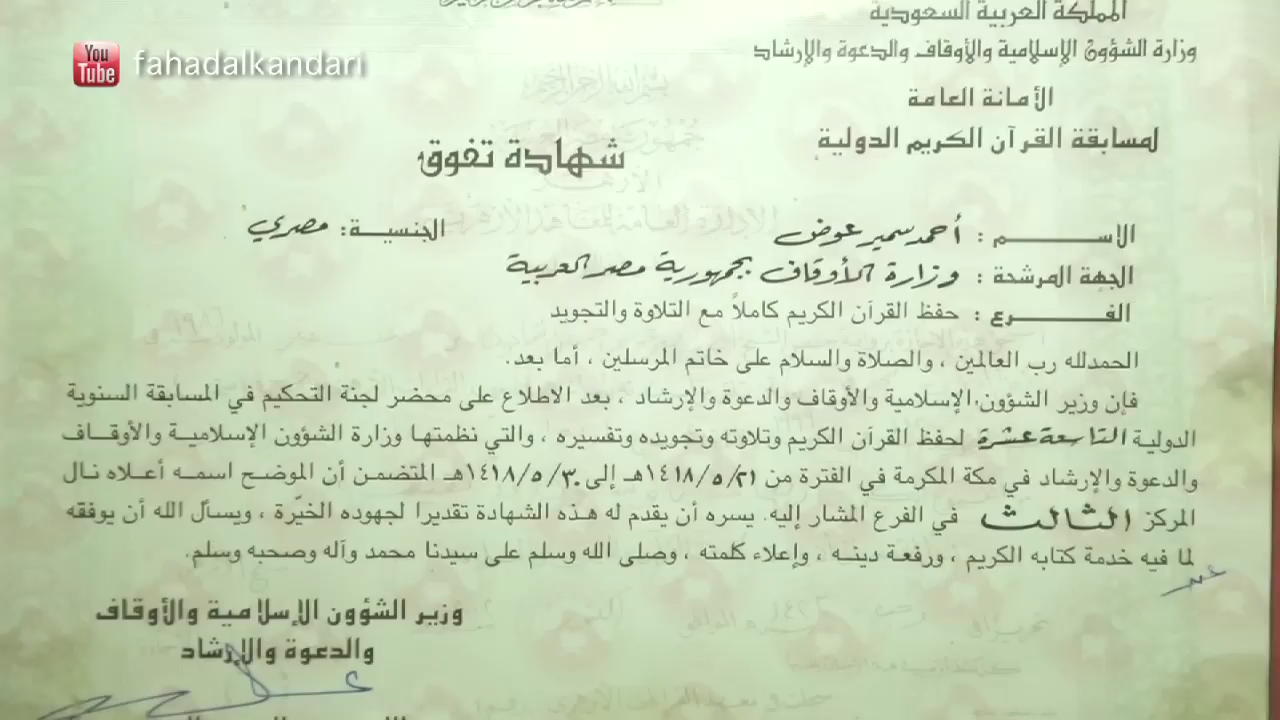 You Tube fahadalkandari
المملكة العربية السعودية
وزارة الشؤون الإسلامية والأوقاف والدعوة والإرشاد
الأمانة العامة
لمسابقة القرآن الكريم الدولية
شهادة تفوق
الاســـم : أحمد سمير عوض الجنسية: مصري
الجهة المرشحة : وزارة الأوقاف بجمهورية مصر العربية
الفـــرع : حفظ القرآن الكريم كاملاً مع التلاوة والتجويد
الحمدلله رب العالمين ، والصلاة والسلام على خاتم المرسلين ، أما بعد.
فإن وزير الشؤون الإسلامية والأوقاف والدعوة والإرشاد ، بعد الاطلاع على محضر لجنة التحكيم في المسابقة السنوية
الدولية التاسعة عشرة لحفظ القرآن الكريم وتلاوته وتجويده وتفسيره ، والتي نظمتها وزارة الشؤون الإسلامية والأوقاف
والدعوة والإرشاد في مكة المكرمة في الفترة من ١٤١٨/٥/٢١هـ إلى ١٤١٨/٥/٣٠هـ المتضمن أن الموضح اسمه أعلاه نال
المركز الثالث في الفرع المشار إليه. يسره أن يقدم له هذه الشهادة تقديرا لجهوده الخيّرة ، ويسأل الله أن يوفقه
لما فيه خدمة كتابه الكريم ، ورفعة دينه ، وإعلاء كلمته ، وصلى الله وسلم على سيدنا محمد وآله وصحبه وسلم.
وزير الشؤون الإسلامية والأوقاف
والدعوة والإرشاد